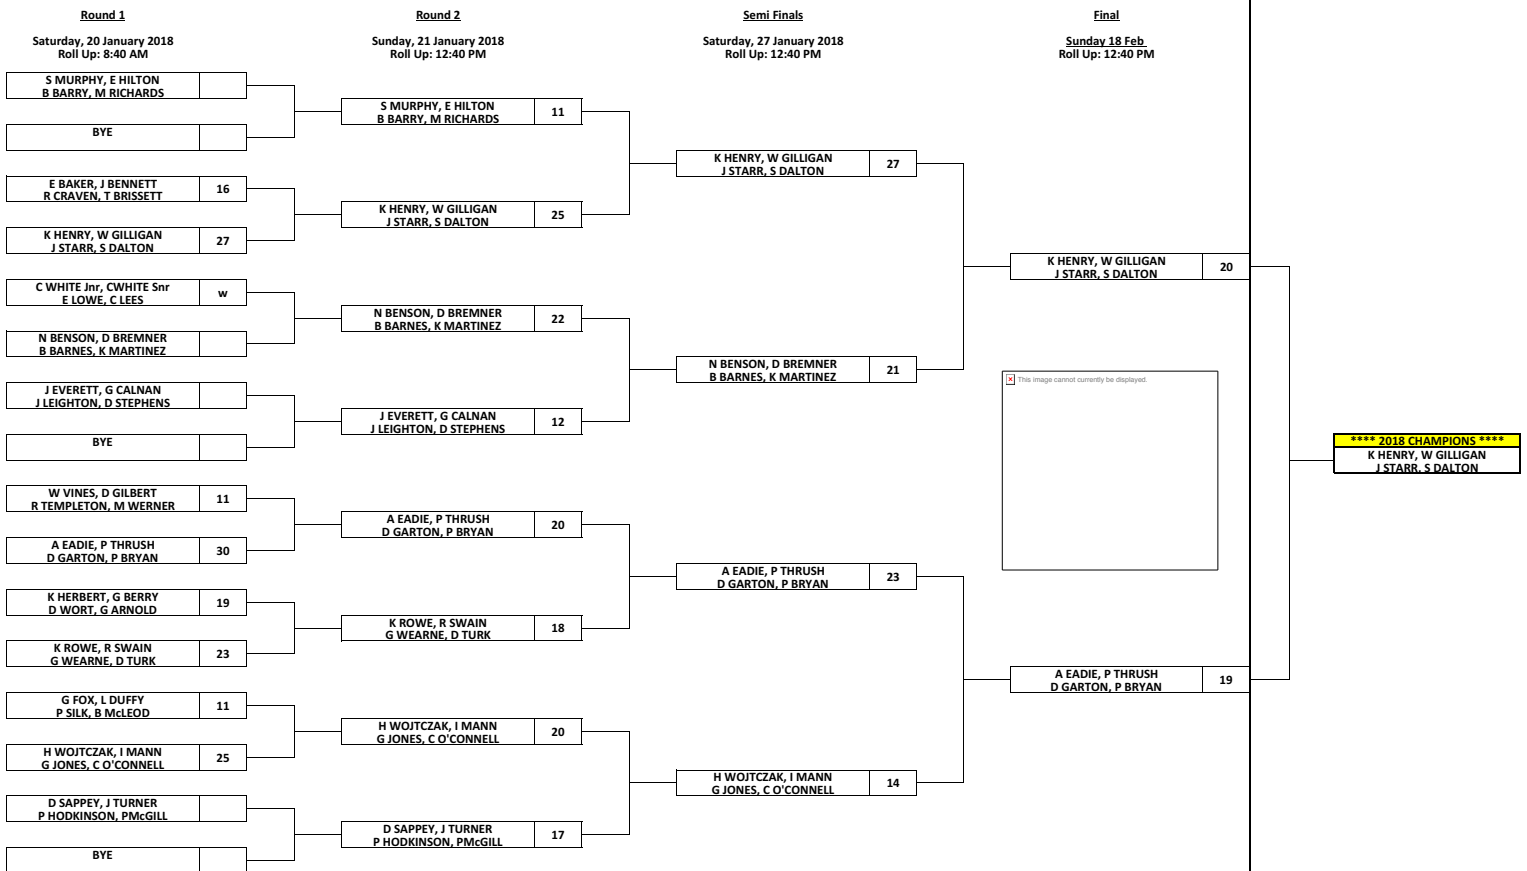 Round 1
Saturday, 20 January 2018
Roll Up: 8:40 AM
S MURPHY, E HILTON
B BARRY, M RICHARDS
BYE
E BAKER, J BENNETT
R CRAVEN, T BRISSETT
16
K HENRY, W GILLIGAN
J STARR, S DALTON
27
C WHITE Jnr, CWHITE Snr
E LOWE, C LEES
w
N BENSON, D BREMNER
B BARNES, K MARTINEZ
J EVERETT, G CALNAN
J LEIGHTON, D STEPHENS
BYE
W VINES, D GILBERT
R TEMPLETON, M WERNER
11
A EADIE, P THRUSH
D GARTON, P BRYAN
30
K HERBERT, G BERRY
D WORT, G ARNOLD
19
K ROWE, R SWAIN
G WEARNE, D TURK
23
G FOX, L DUFFY
P SILK, B McLEOD
11
H WOJTCZAK, I MANN
G JONES, C O'CONNELL
25
D SAPPEY, J TURNER
P HODKINSON, PMcGILL
BYE
Round 2
Sunday, 21 January 2018
Roll Up: 12:40 PM
S MURPHY, E HILTON
B BARRY, M RICHARDS
11
K HENRY, W GILLIGAN
J STARR, S DALTON
25
N BENSON, D BREMNER
B BARNES, K MARTINEZ
22
J EVERETT, G CALNAN
J LEIGHTON, D STEPHENS
12
A EADIE, P THRUSH
D GARTON, P BRYAN
20
K ROWE, R SWAIN
G WEARNE, D TURK
18
H WOJTCZAK, I MANN
G JONES, C O'CONNELL
20
D SAPPEY, J TURNER
P HODKINSON, PMcGILL
17
Semi Finals
Saturday, 27 January 2018
Roll Up: 12:40 PM
K HENRY, W GILLIGAN
J STARR, S DALTON
27
N BENSON, D BREMNER
B BARNES, K MARTINEZ
21
A EADIE, P THRUSH
D GARTON, P BRYAN
23
H WOJTCZAK, I MANN
G JONES, C O'CONNELL
14
Final
Sunday 18 Feb
Roll Up: 12:40 PM
K HENRY, W GILLIGAN
J STARR, S DALTON
20
This image cannot currently be displayed.
A EADIE, P THRUSH
D GARTON, P BRYAN
19
**** 2018 CHAMPIONS ****
K HENRY, W GILLIGAN
J STARR, S DALTON